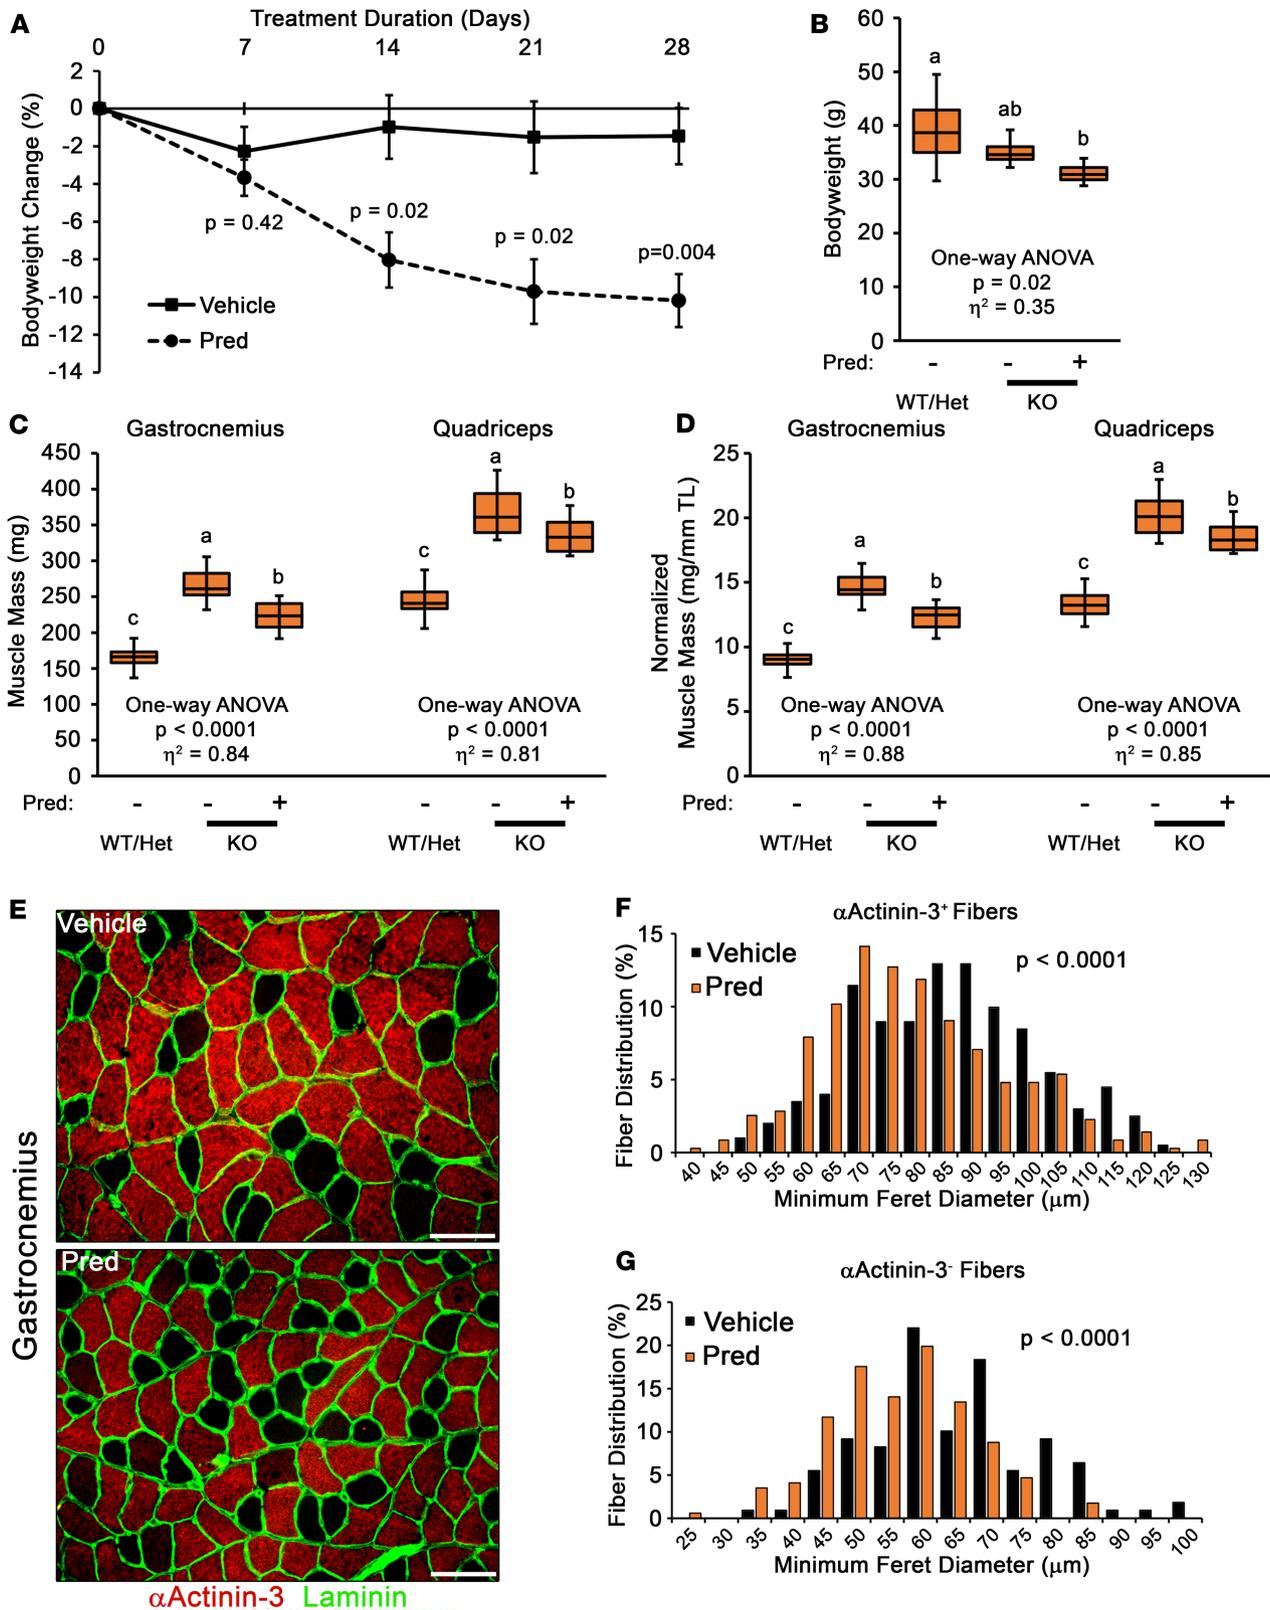 A
Treatment Duration (Days)
0 7 14 21 28
Bodyweight Change (%)
2
0
-2
-4
-6
-8
-10
-12
-14
p = 0.42
p = 0.02
p = 0.02
p=0.004
Vehicle
Pred
B
Bodyweight (g)
60
50
40
30
20
10
0
a
ab
b
One-way ANOVA
p = 0.02
η² = 0.35
Pred: - - +
WT/Het KO
C
Gastrocnemius Quadriceps
Muscle Mass (mg)
450
400
350
300
250
200
150
100
50
0
c a b c a b
One-way ANOVA One-way ANOVA
p < 0.0001 p < 0.0001
η² = 0.84 η² = 0.81
Pred: - - + - - +
WT/Het KO WT/Het KO
D
Gastrocnemius Quadriceps
Normalized
Muscle Mass (mg/mm TL)
25
20
15
10
5
0
c a b c a b
One-way ANOVA One-way ANOVA
p < 0.0001 p < 0.0001
η² = 0.88 η² = 0.85
Pred: - - + - - +
WT/Het KO WT/Het KO
E
Gastrocnemius
Vehicle
Pred
αActinin-3 Laminin
F
αActinin-3⁺ Fibers
Fiber Distribution (%)
15
10
5
0
Vehicle
Pred
p < 0.0001
40 45 50 55 60 65 70 75 80 85 90 95 100 105 110 115 120 125 130
Minimum Feret Diameter (μm)
G
αActinin-3⁻ Fibers
Fiber Distribution (%)
25
20
15
10
5
0
Vehicle
Pred
p < 0.0001
25 30 35 40 45 50 55 60 65 70 75 80 85 90 95 100
Minimum Feret Diameter (μm)